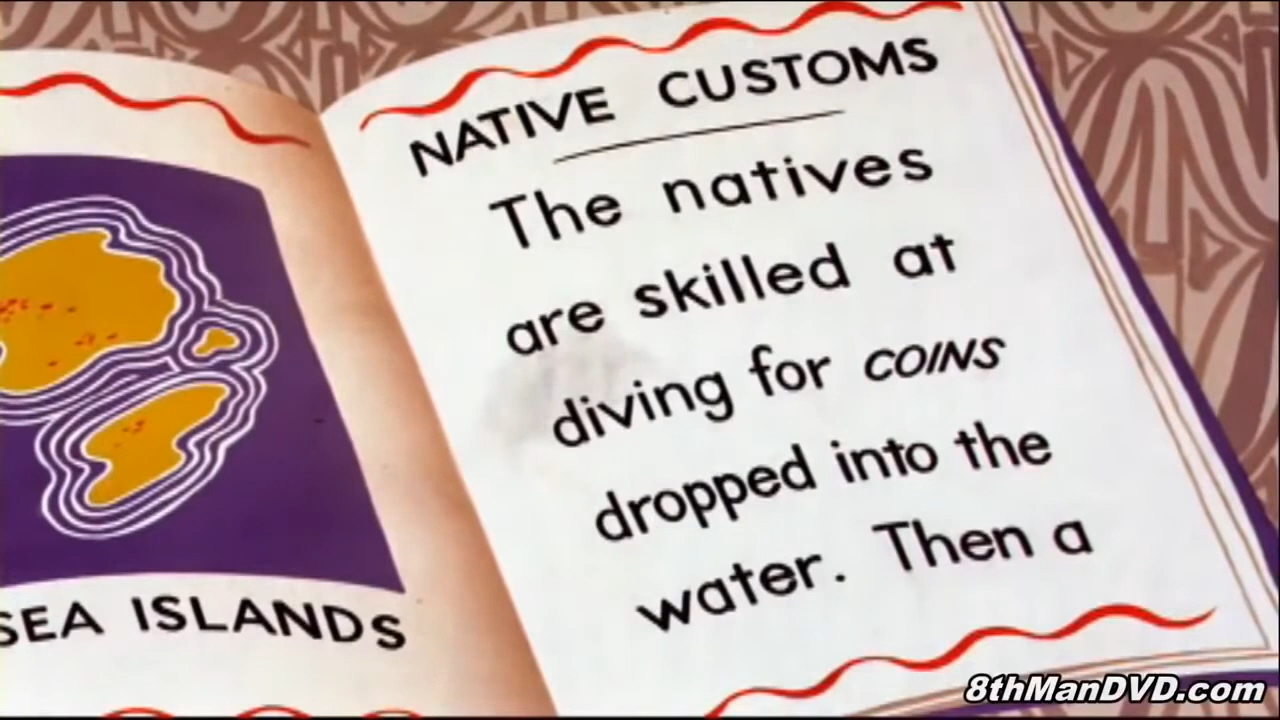 SEA ISLANDS
NATIVE CUSTOMS
The natives
are skilled at
diving for COINS
dropped into the
water. Then a
8thManDVD.com